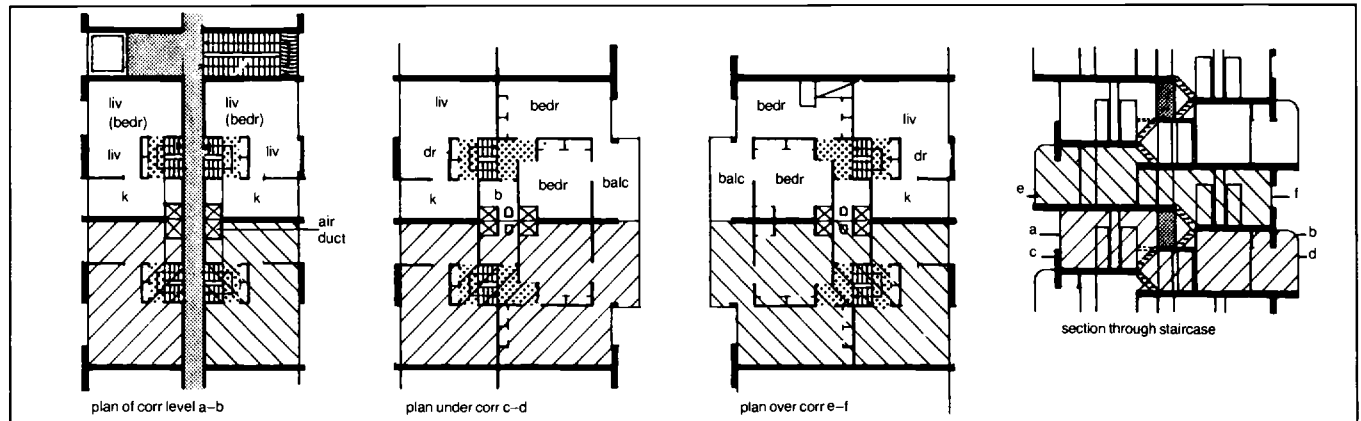 liv
(bedr)
liv
(bedr)
liv
liv
k
k
air
duct
plan of corr level a–b
liv
bedr
dr
bedr
balc
k
b
plan under corr c–d
bedr
liv
dr
balc
bedr
k
plan over corr e–f
e
f
a
b
c
d
section through staircase